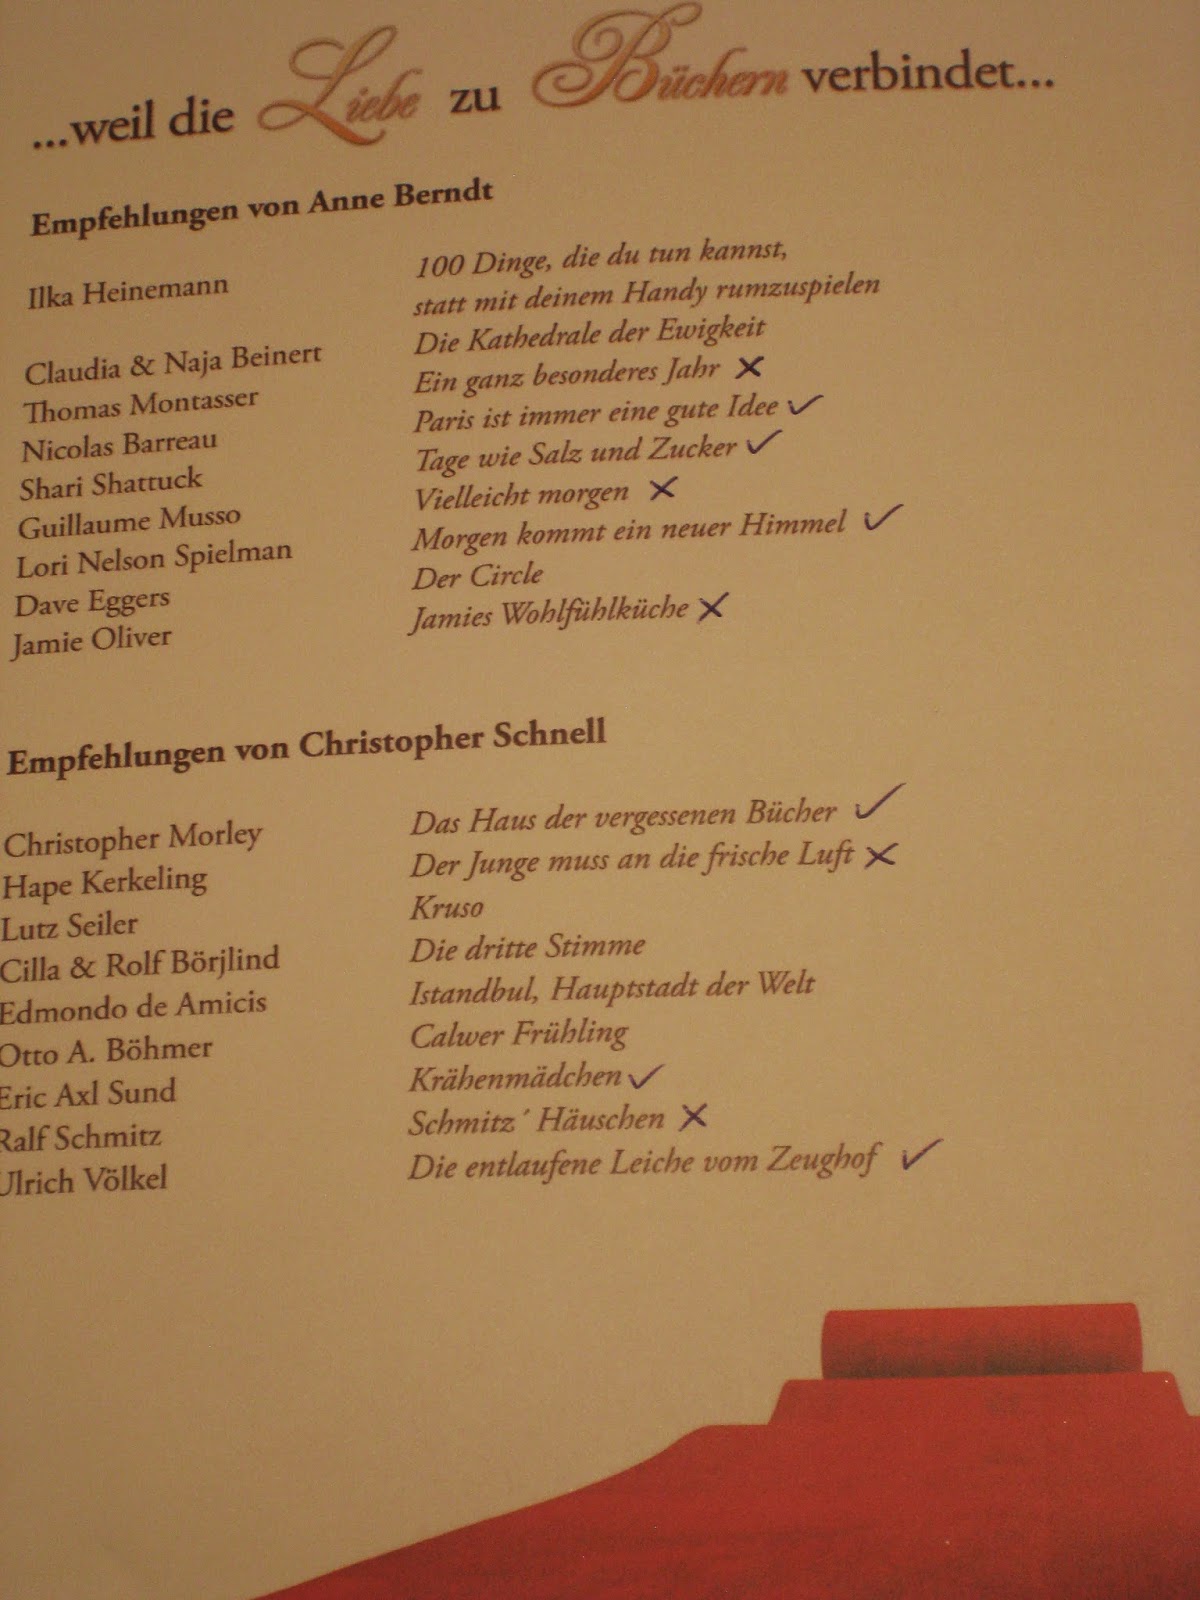 ...weil die Liebe zu Büchern verbindet...
Empfehlungen von Anne Berndt
Ilka Heinemann 100 Dinge, die du tun kannst,
statt mit deinem Handy rumzuspielen
Claudia & Naja Beinert Die Kathedrale der Ewigkeit
Thomas Montasser Ein ganz besonderes Jahr ✗
Nicolas Barreau Paris ist immer eine gute Idee ✓
Shari Shattuck Tage wie Salz und Zucker ✓
Guillaume Musso Vielleicht morgen ✗
Lori Nelson Spielman Morgen kommt ein neuer Himmel ✓
Dave Eggers Der Circle
Jamie Oliver Jamies Wohlfühlküche ✗
Empfehlungen von Christopher Schnell
Christopher Morley Das Haus der vergessenen Bücher ✓
Hape Kerkeling Der Junge muss an die frische Luft ✗
Lutz Seiler Kruso
Cilla & Rolf Börjlind Die dritte Stimme
Edmondo de Amicis Istandbul, Hauptstadt der Welt
Otto A. Böhmer Calwer Frühling
Eric Axl Sund Krähenmädchen ✓
Ralf Schmitz Schmitz´ Häuschen ✗
Ulrich Völkel Die entlaufene Leiche vom Zeughof ✓